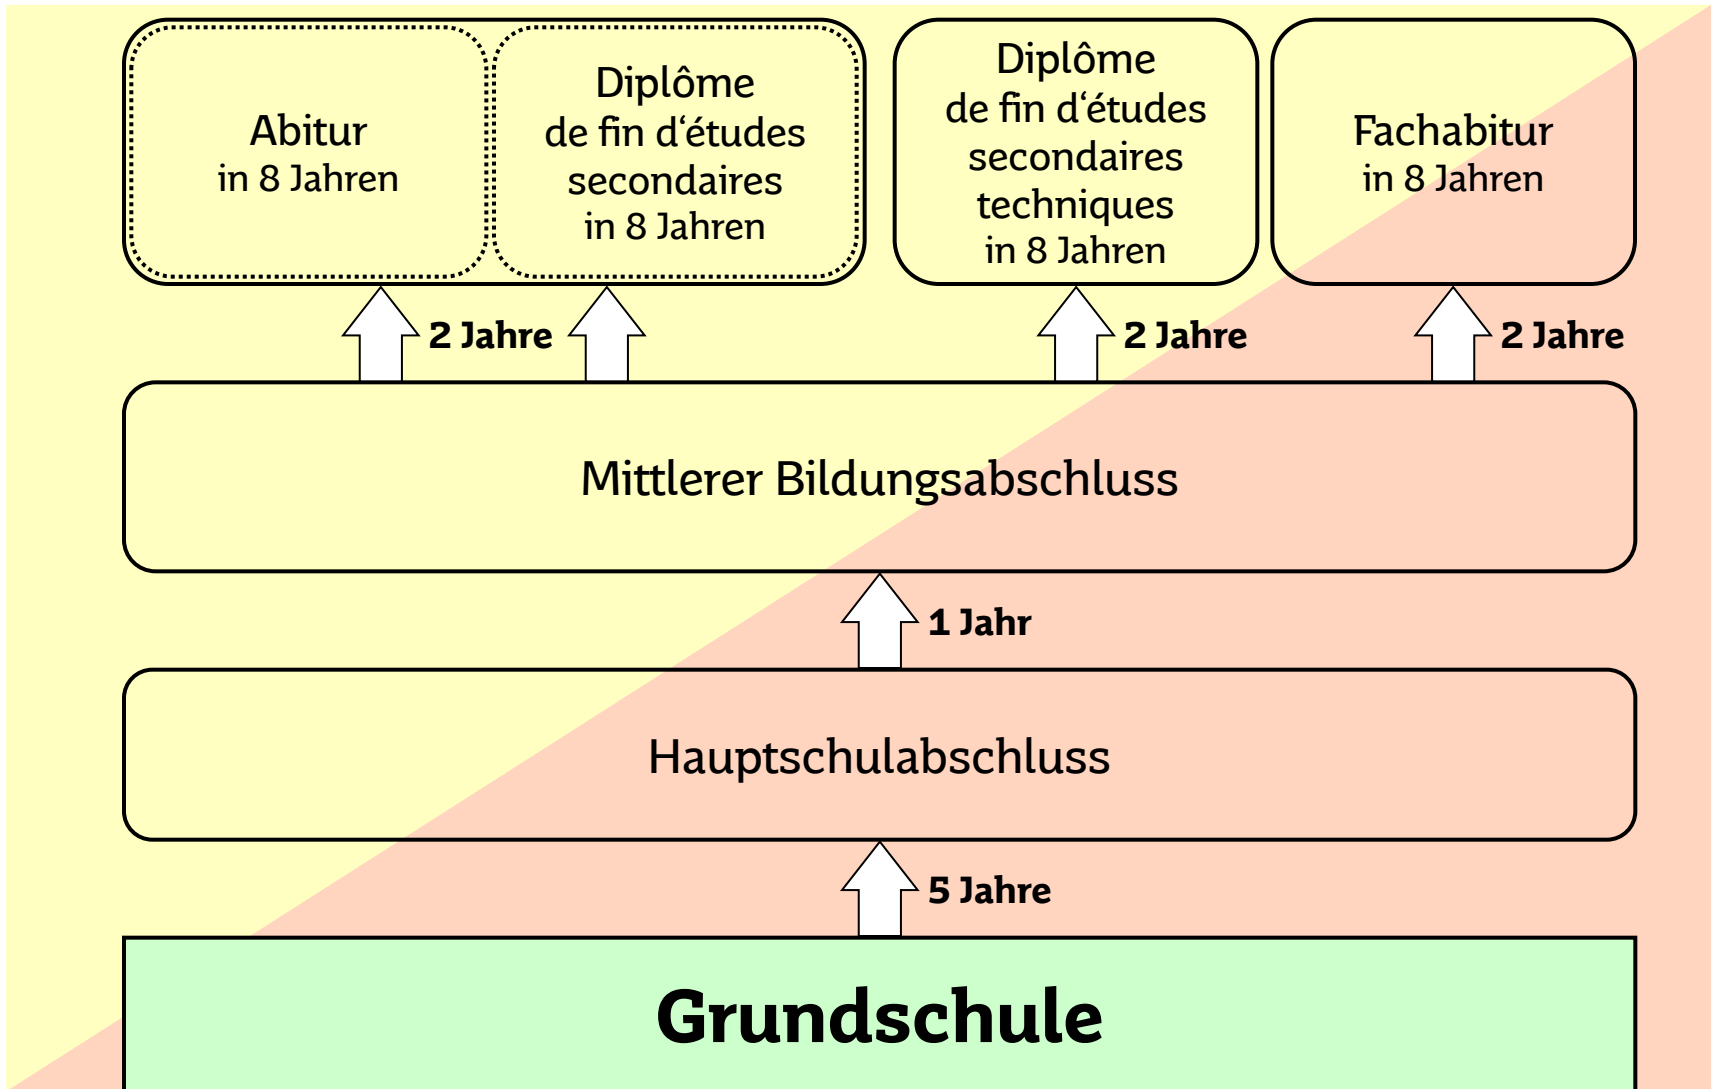 Abitur
in 8 Jahren
Diplôme
de fin d‘études
secondaires
in 8 Jahren
Diplôme
de fin d‘études
secondaires
techniques
in 8 Jahren
Fachabitur
in 8 Jahren
2 Jahre
2 Jahre
2 Jahre
Mittlerer Bildungsabschluss
1 Jahr
Hauptschulabschluss
5 Jahre
Grundschule